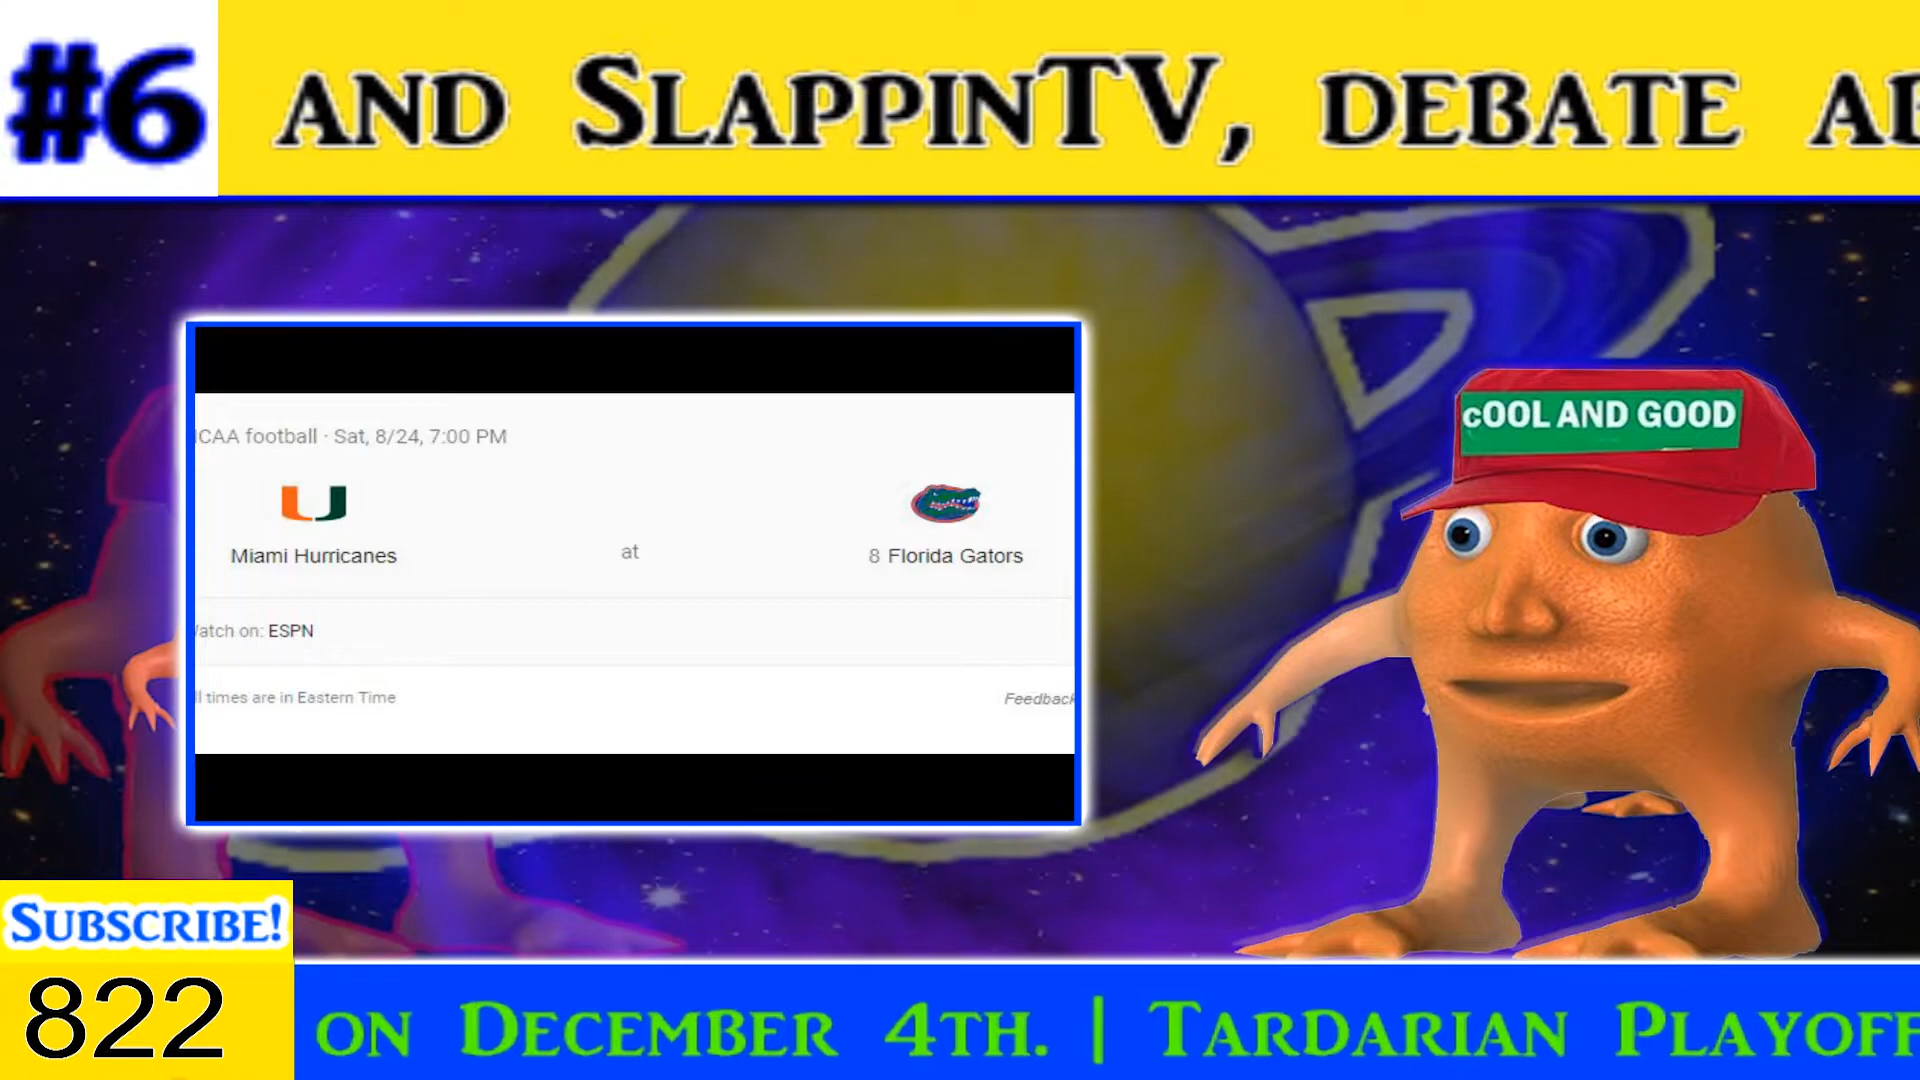 #6
AND SLAPPINTV, DEBATE
cOOL AND GOOD
CAA football · Sat, 8/24, 7:00 PM
Miami Hurricanes
at
8 Florida Gators
atch on: ESPN
ll times are in Eastern Time
Feedback
SUBSCRIBE!
822
ON DECEMBER 4TH. | TARDARIAN PLAYOFF